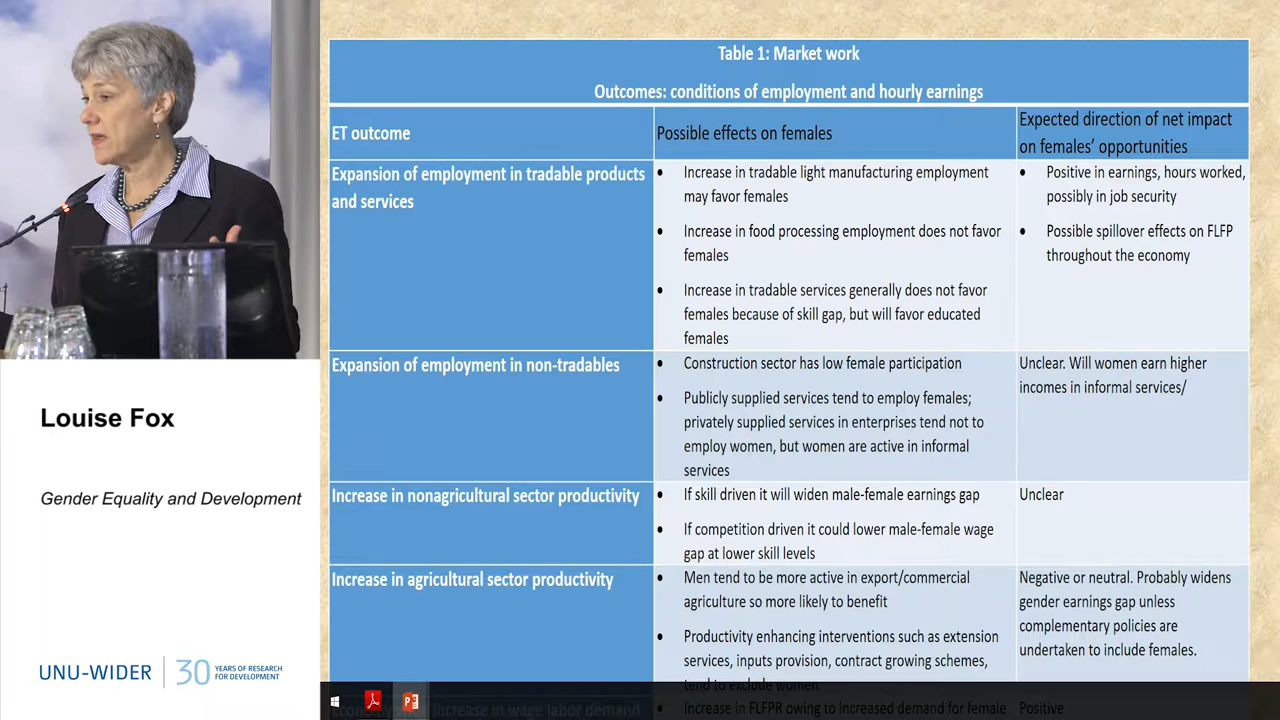 Table 1: Market work
Outcomes: conditions of employment and hourly earnings
ET outcome
Possible effects on females
Expected direction of net impact
on females’ opportunities
Expansion of employment in tradable products
and services
• Increase in tradable light manufacturing employment
may favor females
• Increase in food processing employment does not favor
females
• Increase in tradable services generally does not favor
females because of skill gap, but will favor educated
females
• Positive in earnings, hours worked,
possibly in job security
• Possible spillover effects on FLFP
throughout the economy
Expansion of employment in non-tradables
• Construction sector has low female participation
• Publicly supplied services tend to employ females;
privately supplied services in enterprises tend not to
employ women, but women are active in informal
services
Unclear. Will women earn higher
incomes in informal services/
Increase in nonagricultural sector productivity
• If skill driven it will widen male-female earnings gap
• If competition driven it could lower male-female wage
gap at lower skill levels
Unclear
Increase in agricultural sector productivity
• Men tend to be more active in export/commercial
agriculture so more likely to benefit
• Productivity enhancing interventions such as extension
services, inputs provision, contract growing schemes,
tend to exclude women
Negative or neutral. Probably widens
gender earnings gap unless
complementary policies are
undertaken to include females.
increase in wage labor demand
Increase in FLFPR owing to increased demand for female
Positive
Louise Fox
Gender Equality and Development
UNU-WIDER
30 YEARS OF RESEARCH
FOR DEVELOPMENT